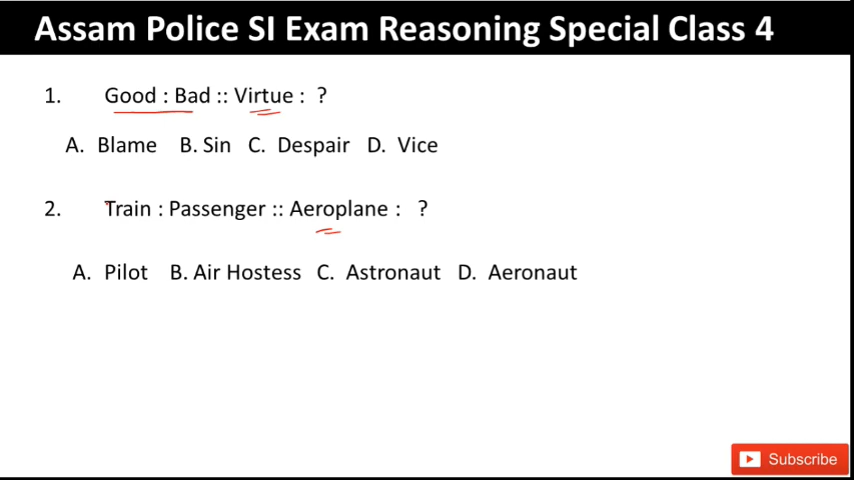 Assam Police SI Exam Reasoning Special Class 4
1. Good : Bad :: Virtue : ?
A. Blame B. Sin C. Despair D. Vice
2. Train : Passenger :: Aeroplane : ?
A. Pilot B. Air Hostess C. Astronaut D. Aeronaut
Subscribe